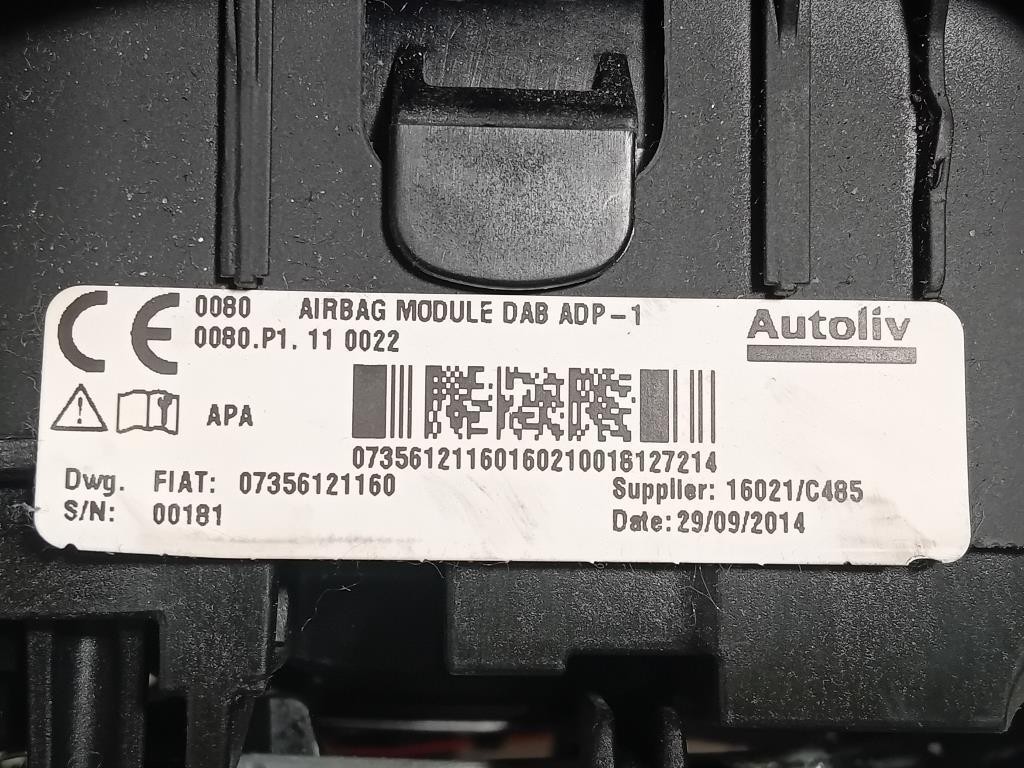 CE 0080 AIRBAG MODULE DAB ADP-1
0080.P1. 11 0022
Autoliv
APA
07356121160160210018127214
Dwg. FIAT: 07356121160
S/N: 00181
Supplier: 16021/C485
Date: 29/09/2014